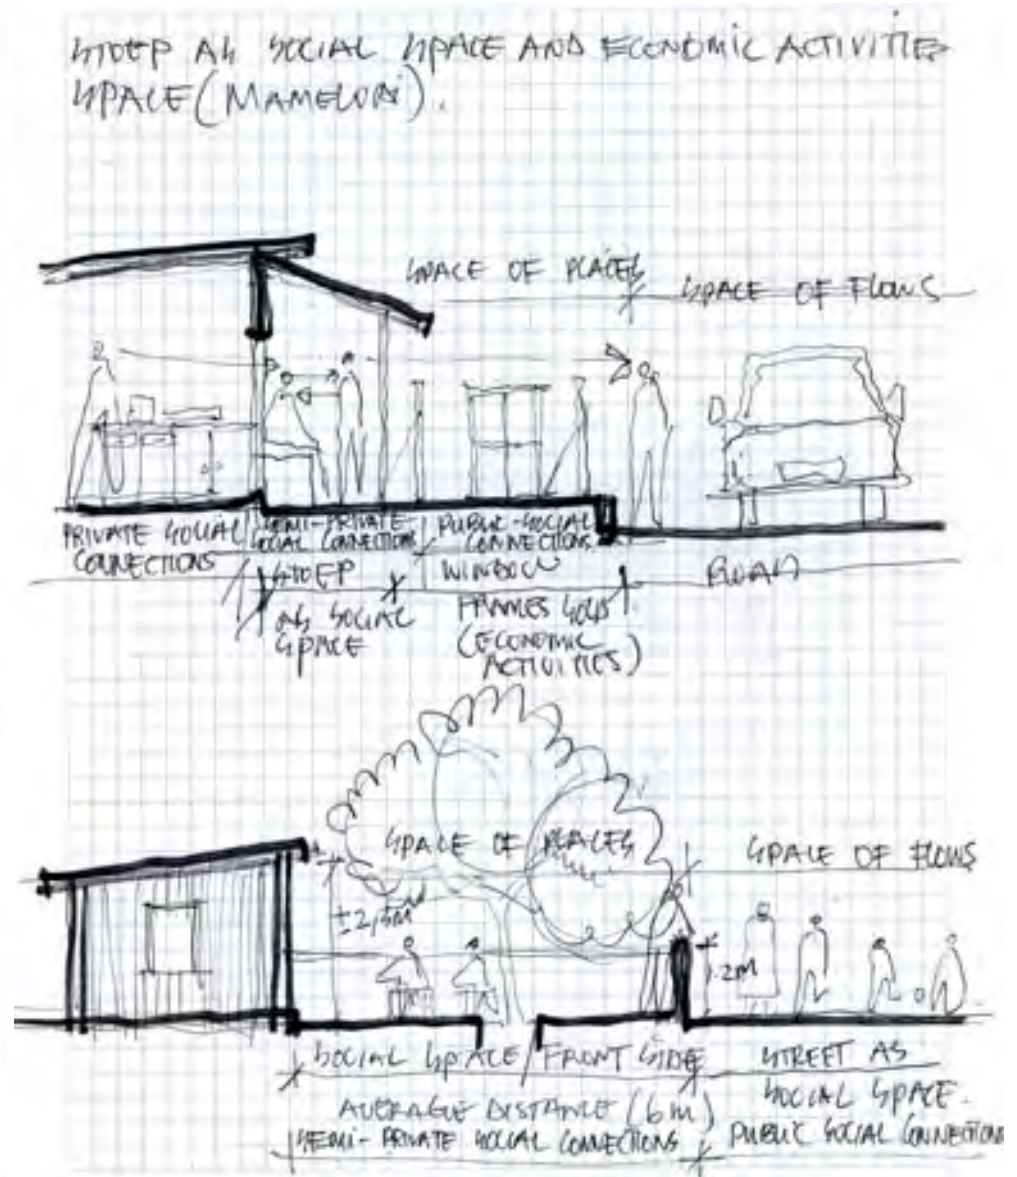 STOEP AS SOCIAL SPACE AND ECONOMIC ACTIVITIES
SPACE (MAMELODI).
SPACE OF PLACES
SPACE OF FLOWS
PRIVATE SOCIAL
CONNECTIONS
SEMI-PRIVATE-
SOCIAL CONNECTIONS
PUBLIC-SOCIAL
CONNECTIONS
STOEP
AS SOCIAL
SPACE
WINDOW
FRAMES SOLD
(ECONOMIC
ACTIVITIES)
ROAD
SPACE OF PLACES
SPACE OF FLOWS
±2,5M
1.2M
SOCIAL SPACE/FRONT SIDE
AVERAGE DISTANCE (6m)
SEMI-PRIVATE SOCIAL CONNECTIONS
STREET AS
SOCIAL SPACE.
PUBLIC SOCIAL CONNECTIONS